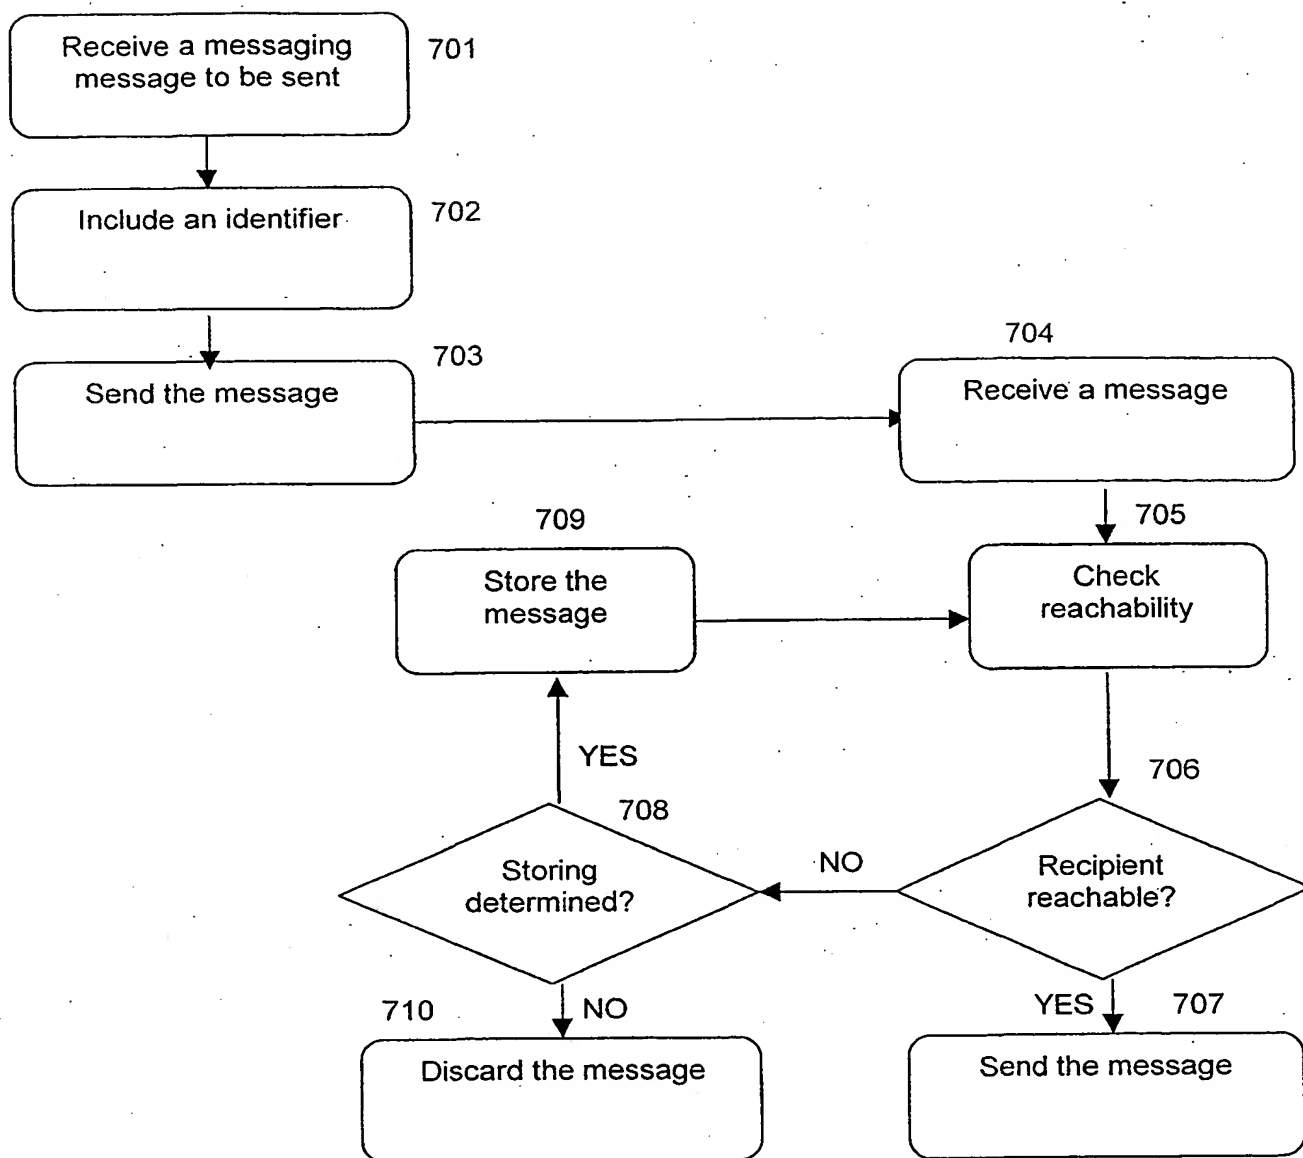 Receive a messaging
message to be sent
701
Include an identifier
702
Send the message
703
704
Receive a message
705
Check
reachability
709
Store the
message
YES
706
708
Storing
determined?
NO
Recipient
reachable?
710
NO
Discard the message
YES
707
Send the message